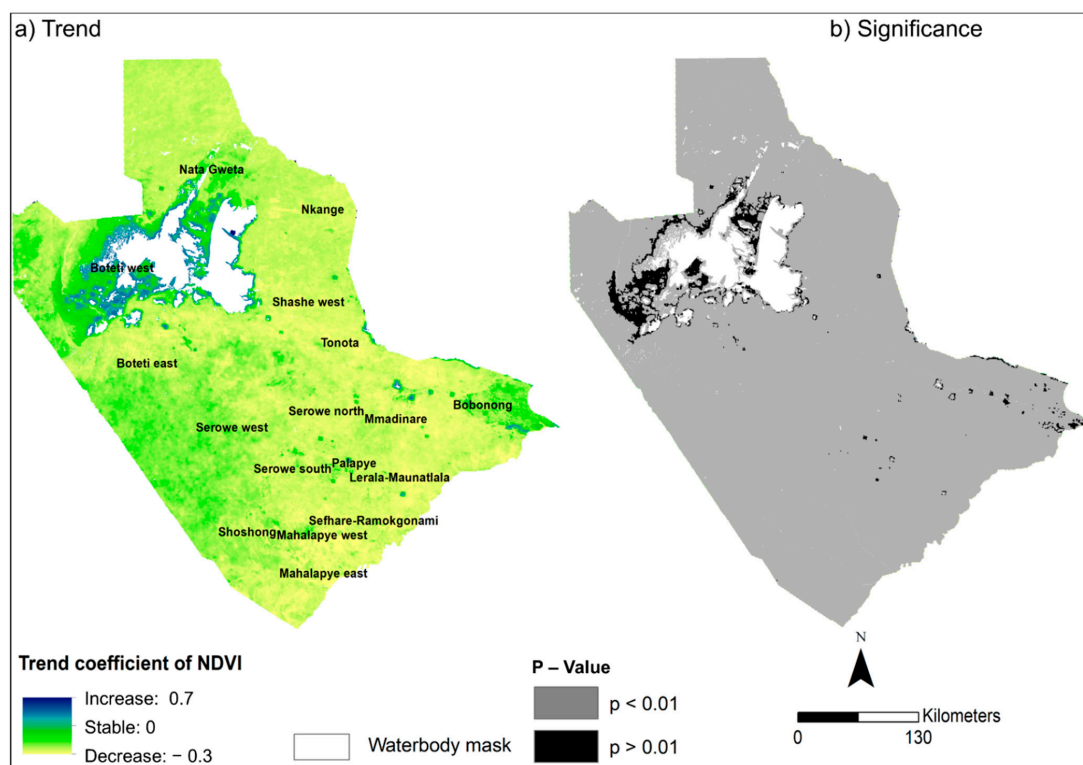 a) Trend
b) Significance
Nata Gweta
Nkange
Boteti west
Shashe west
Tonota
Boteti east
Bobonong
Serowe north
Mmadinare
Serowe west
Palapye
Serowe south
Lerala-Maunatlala
Sefhare-Ramokgonami
Shoshong
Mahalapye west
Mahalapye east
Trend coefficient of NDVI
Increase: 0.7
Stable: 0
Decrease: − 0.3
Waterbody mask
P – Value
p < 0.01
p > 0.01
N
Kilometers
0 130